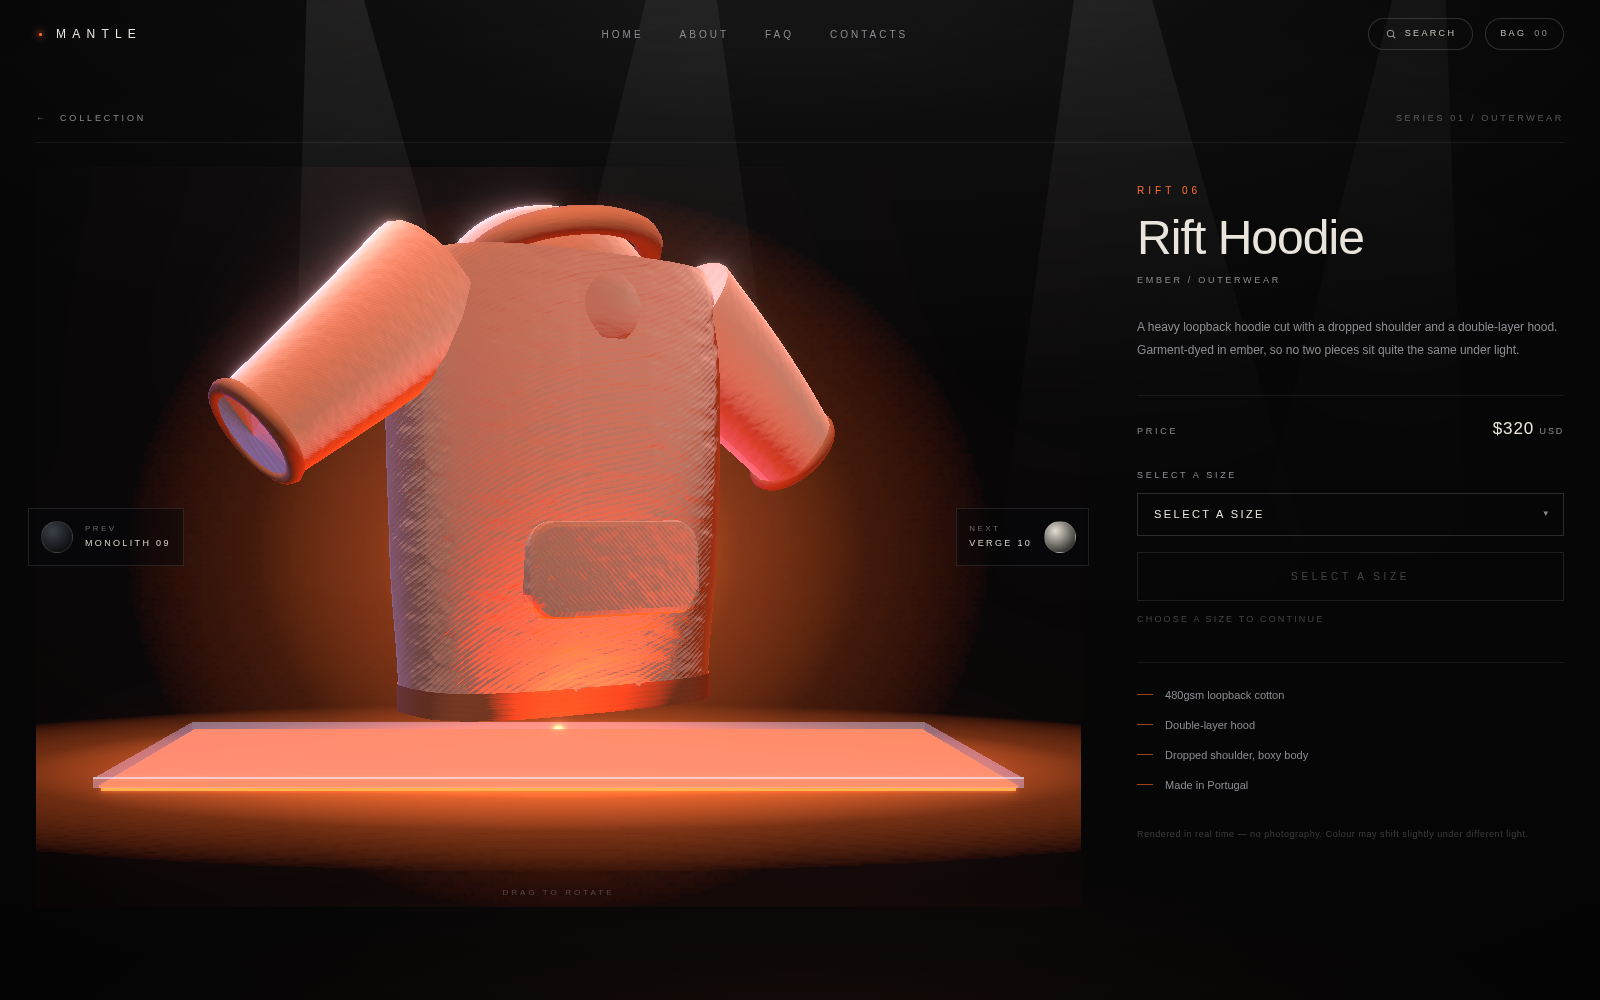 MANTLE
HOME ABOUT FAQ CONTACTS
SEARCH
BAG 00
← COLLECTION
SERIES 01 / OUTERWEAR
PREV
MONOLITH 09
NEXT
VERGE 10
DRAG TO ROTATE
RIFT 06
Rift Hoodie
EMBER / OUTERWEAR
A heavy loopback hoodie cut with a dropped shoulder and a double-layer hood.
Garment-dyed in ember, so no two pieces sit quite the same under light.
PRICE
$320 USD
SELECT A SIZE
SELECT A SIZE
SELECT A SIZE
CHOOSE A SIZE TO CONTINUE
480gsm loopback cotton
Double-layer hood
Dropped shoulder, boxy body
Made in Portugal
Rendered in real time — no photography. Colour may shift slightly under different light.